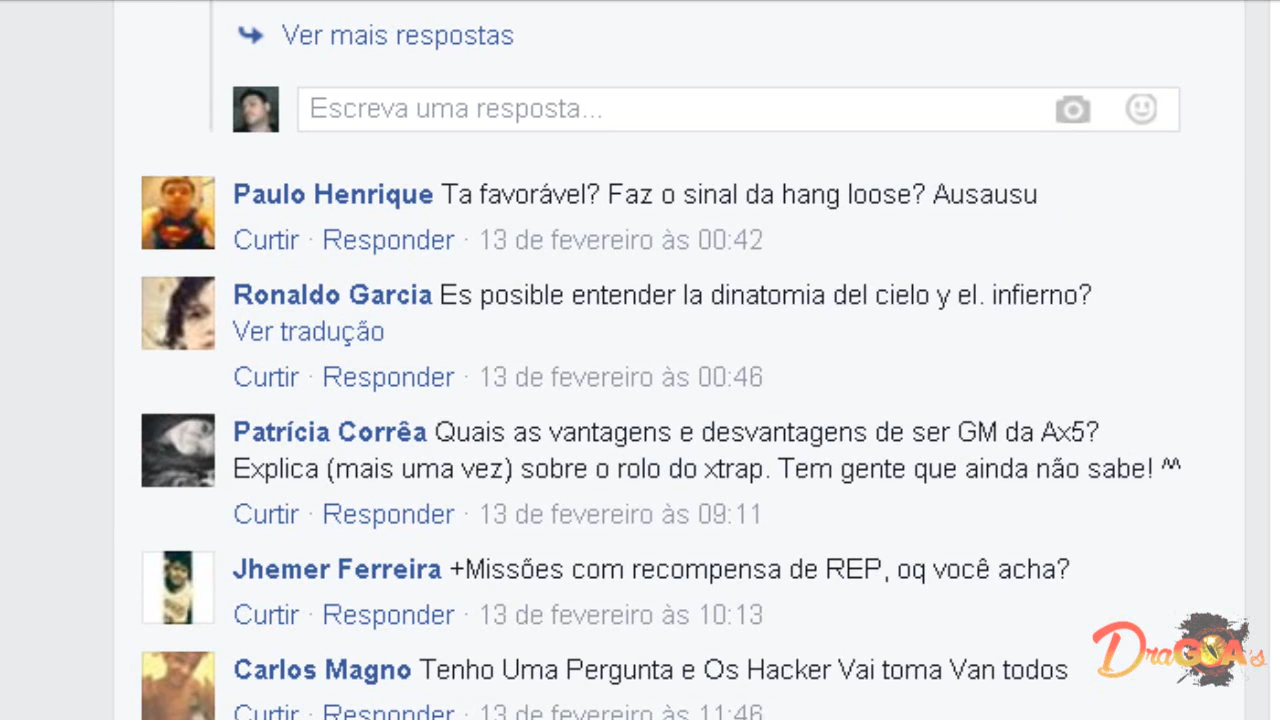 Ver mais respostas
Escreva uma resposta...
Paulo Henrique Ta favorável? Faz o sinal da hang loose? Ausausu
Curtir · Responder · 13 de fevereiro às 00:42
Ronaldo Garcia Es posible entender la dinatomia del cielo y el. infierno?
Ver tradução
Curtir · Responder · 13 de fevereiro às 00:46
Patrícia Corrêa Quais as vantagens e desvantagens de ser GM da Ax5?
Explica (mais uma vez) sobre o rolo do xtrap. Tem gente que ainda não sabe! ^^
Curtir · Responder · 13 de fevereiro às 09:11
Jhemer Ferreira +Missões com recompensa de REP, oq você acha?
Curtir · Responder · 13 de fevereiro às 10:13
Carlos Magno Tenho Uma Pergunta e Os Hacker Vai toma Van todos
Curtir · Responder · 13 de fevereiro às 11:46
DraGOA's